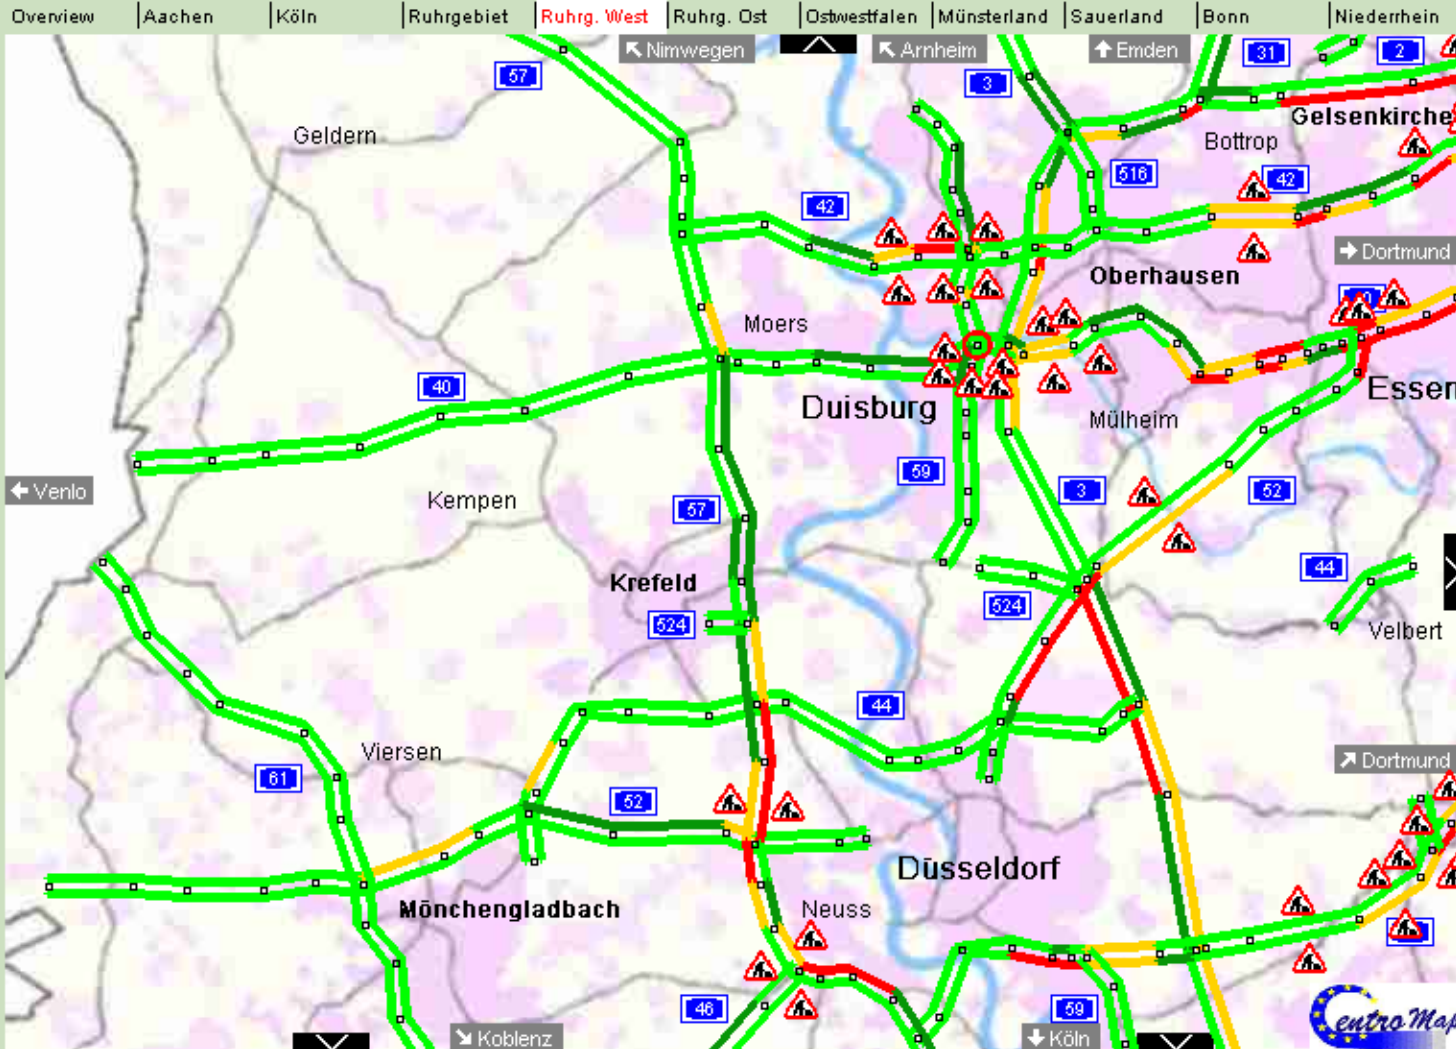 Overview Aachen Köln Ruhrgebiet Ruhrg. West Ruhrg. Ost Ostwestfalen Münsterland Sauerland Bonn Niederrhein
Nimwegen Arnheim Emden 31 2
57 3
Gelsenkirche
Geldern Bottrop
516 42
42
Dortmund
Oberhausen
Moers
40
Essen
Duisburg
Mülheim
59
Venlo 3 52
Kempen
57
44
Krefeld
524 524
Velbert
44
Viersen
Dortmund
61
52
Düsseldorf
Mönchengladbach Neuss
46 59
entro Map
Koblenz Köln